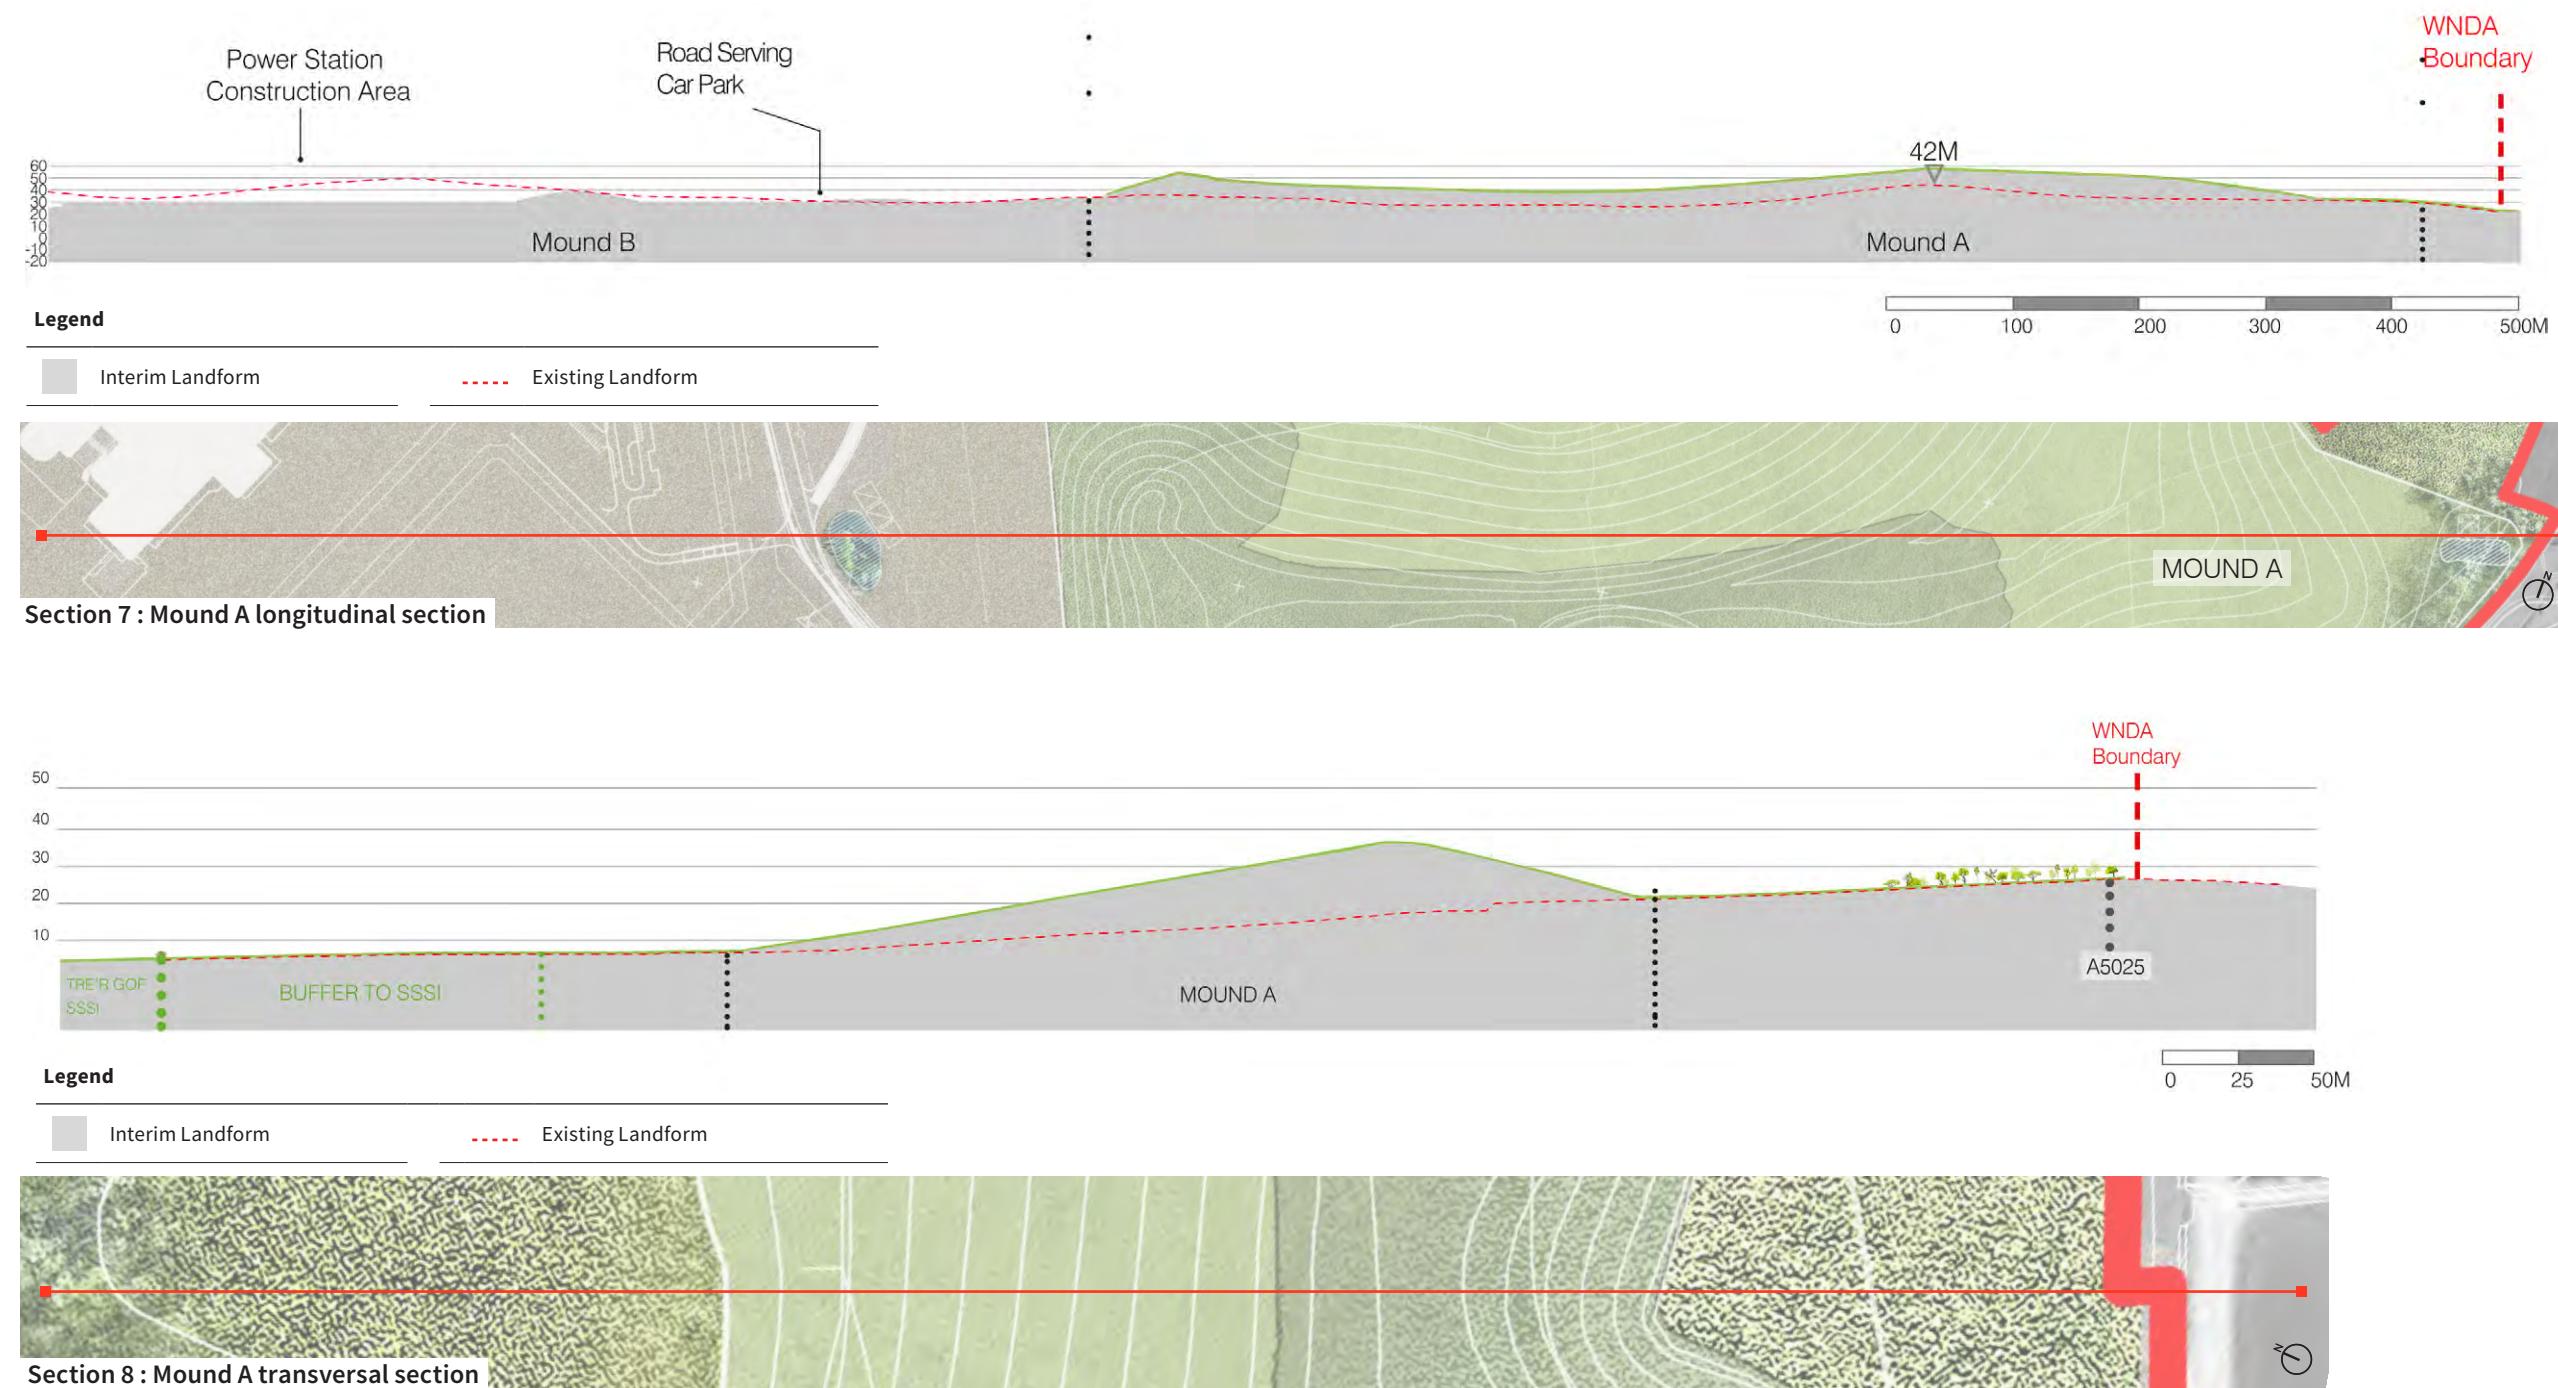 Power Station
Construction Area
Road Serving
Car Park
WNDA
Boundary
42M
60
50
40
30
20
10
0
-10
-20
Mound B
Mound A
0 100 200 300 400 500M
Legend
Interim Landform
Existing Landform
MOUND A
N
Section 7 : Mound A longitudinal section
WNDA
Boundary
50
40
30
20
10
TRE'R GOF
SSSI
BUFFER TO SSSI
MOUND A
A5025
0 25 50M
Legend
Interim Landform
Existing Landform
N
Section 8 : Mound A transversal section